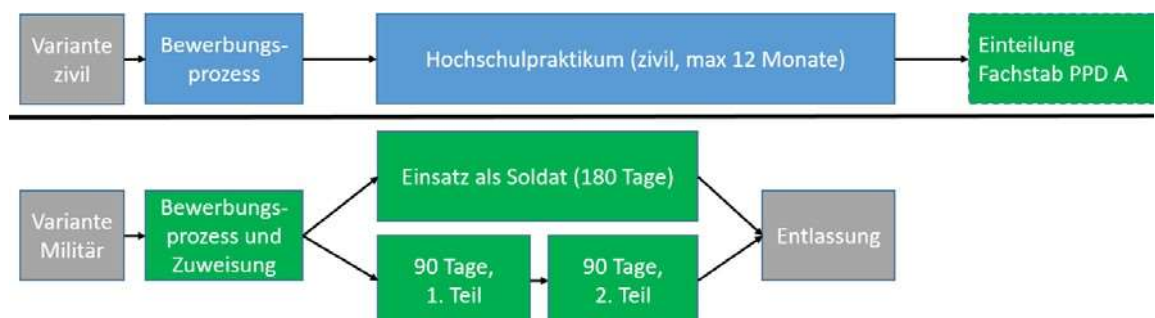 Variante
zivil
Bewerbungs-
prozess
Hochschulpraktikum (zivil, max 12 Monate)
Einteilung
Fachstab PPD A
Variante
Militär
Bewerbungs-
prozess und
Zuweisung
Einsatz als Soldat (180 Tage)
90 Tage,
1. Teil
90 Tage,
2. Teil
Entlassung